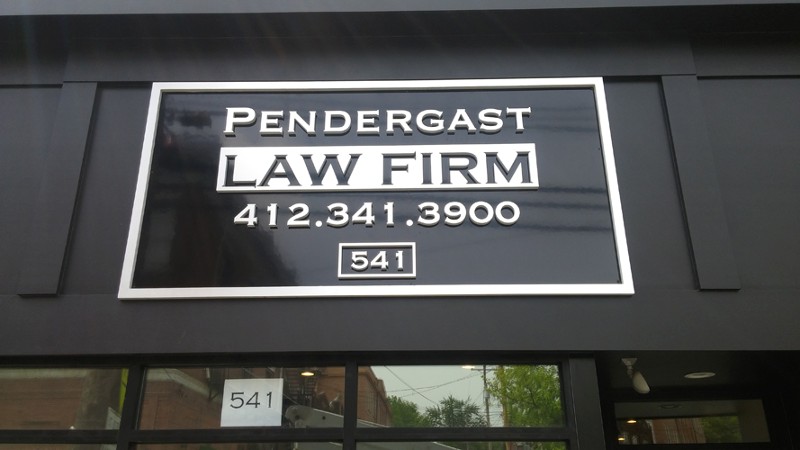 PENDERGAST
LAW FIRM
412.341.3900
541
541